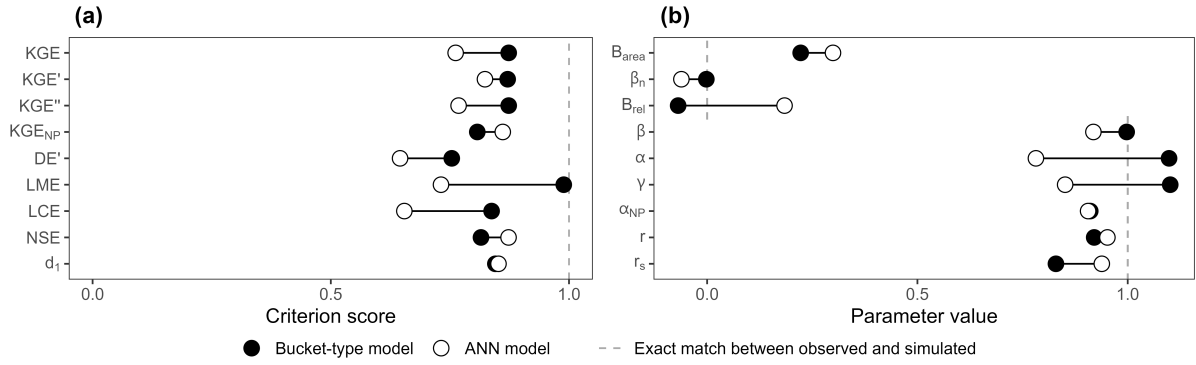 (a)
KGE
KGE'
KGE''
KGE_NP
DE'
LME
LCE
NSE
d_1
0.0 0.5 1.0
Criterion score
(b)
B_area
β_n
B_rel
β
α
γ
α_NP
r
r_s
0.0 0.5 1.0
Parameter value
Bucket-type model ANN model Exact match between observed and simulated